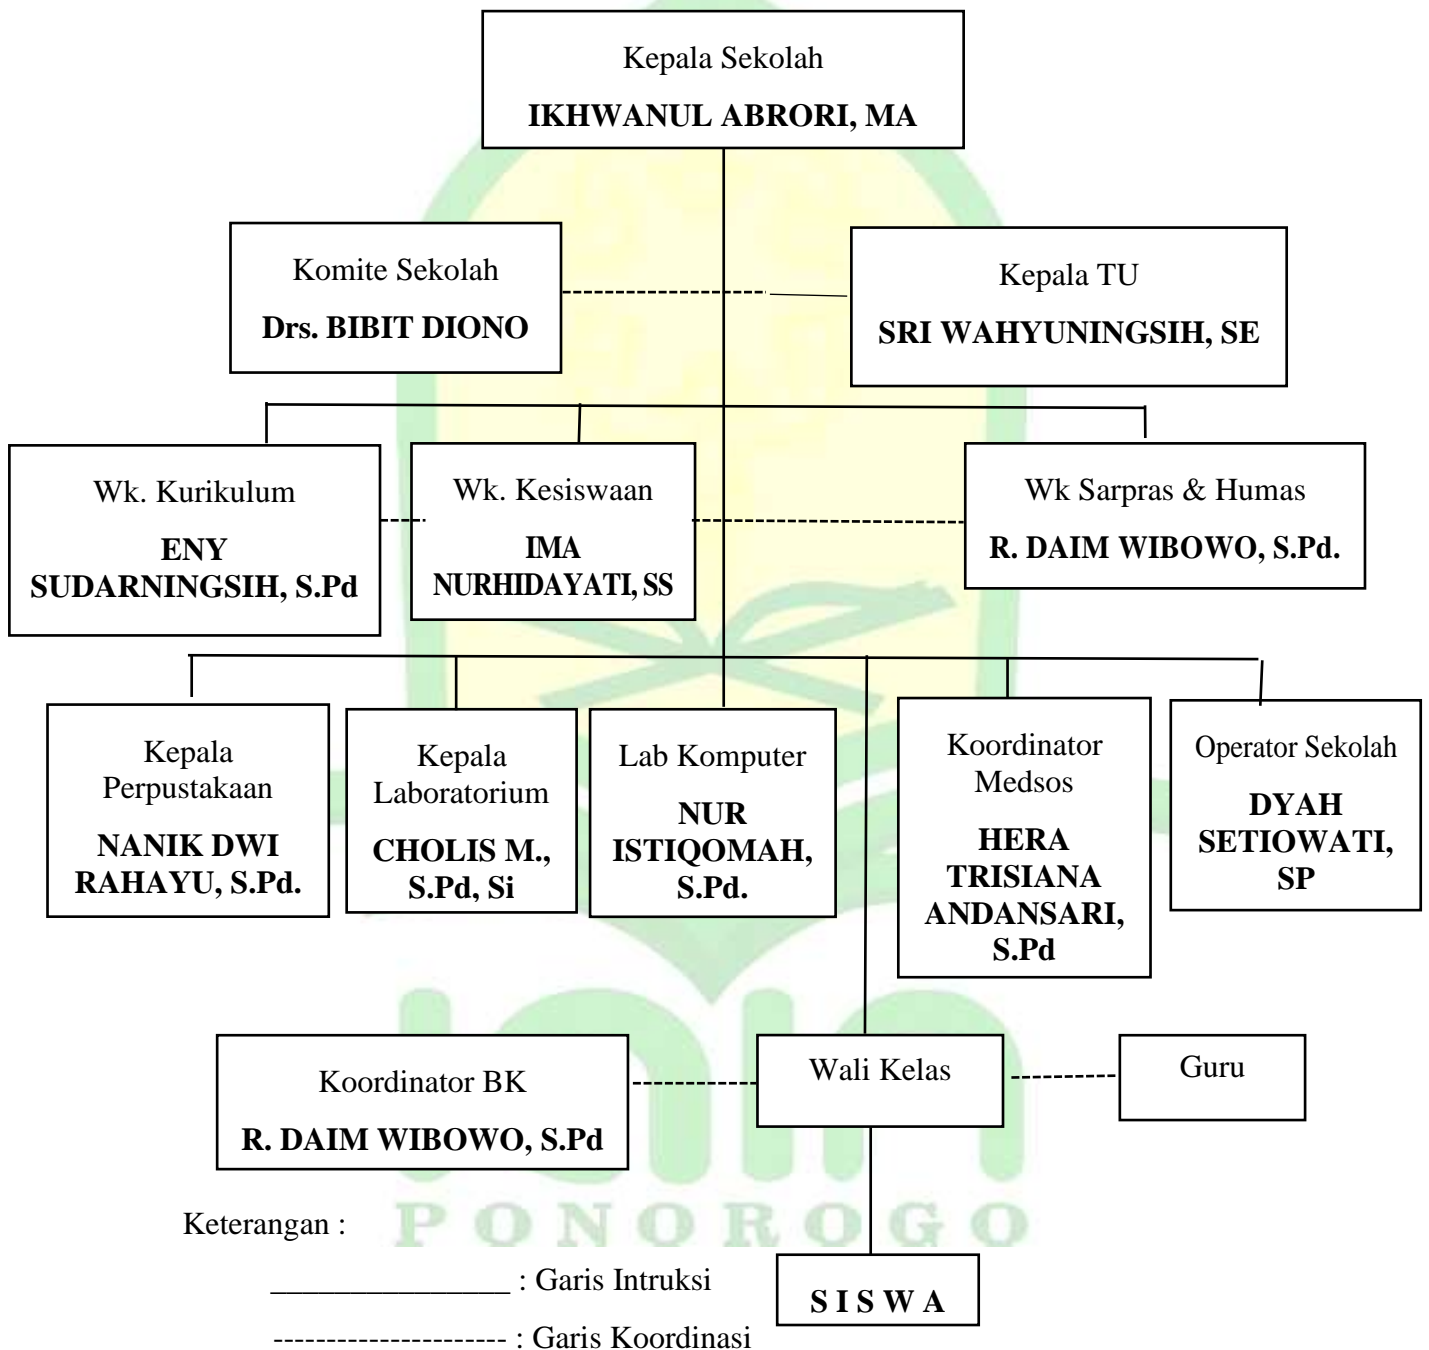 Kepala Sekolah
IKHWANUL ABRORI, MA
Komite Sekolah
Drs. BIBIT DIONO
Kepala TU
SRI WAHYUNINGSIH, SE
Wk. Kurikulum
ENY
SUDARNINGSIH, S.Pd
Wk. Kesiswaan
IMA
NURHIDAYATI, SS
Wk Sarpras & Humas
R. DAIM WIBOWO, S.Pd.
Kepala
Perpustakaan
NANIK DWI
RAHAYU, S.Pd.
Kepala
Laboratorium
CHOLIS M.,
S.Pd, Si
Lab Komputer
NUR
ISTIQOMAH,
S.Pd.
Koordinator
Medsos
HERA
TRISIANA
ANDANSARI,
S.Pd
Operator Sekolah
DYAH
SETIOWATI,
SP
Koordinator BK
R. DAIM WIBOWO, S.Pd
Wali Kelas
Guru
iain
PONOROGO
Keterangan :
_______________ : Garis Intruksi
S I S W A
---------------------- : Garis Koordinasi